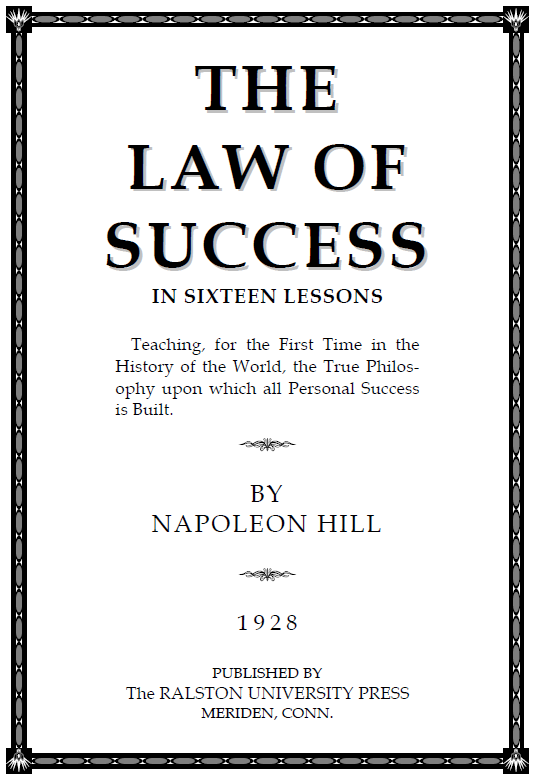 THE
LAW OF
SUCCESS
IN SIXTEEN LESSONS
Teaching, for the First Time in the
History of the World, the True Philos-
ophy upon which all Personal Success
is Built.
BY
NAPOLEON HILL
1928
PUBLISHED BY
The RALSTON UNIVERSITY PRESS
MERIDEN, CONN.